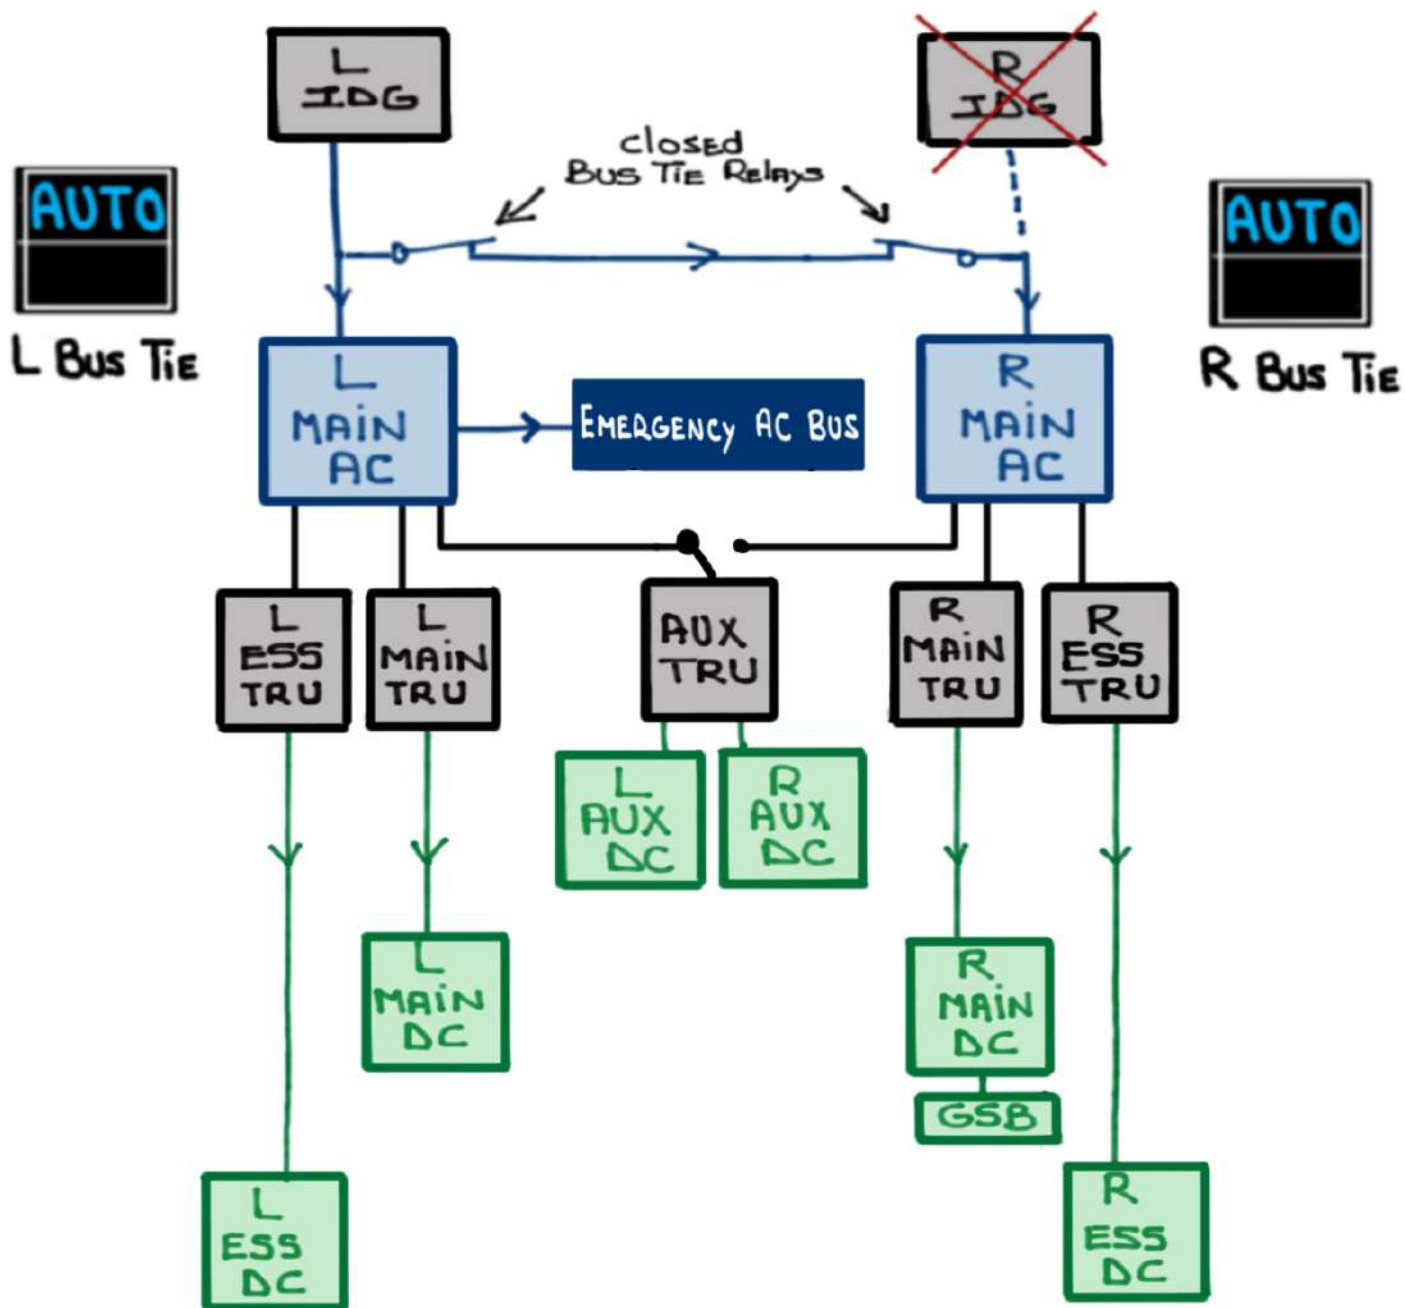 L
IDG
R
IDG
closed
Bus Tie Relays
AUTO
L Bus Tie
AUTO
R Bus Tie
L
MAiN
AC
EMERGENCY AC BUS
R
MAiN
AC
L
ESS
TRU
L
MAiN
TRU
AUX
TRU
R
MAiN
TRU
R
ESS
TRU
L
AUX
DC
R
AUX
DC
L
MAiN
DC
R
MAiN
DC
GSB
L
ESS
DC
R
ESS
DC